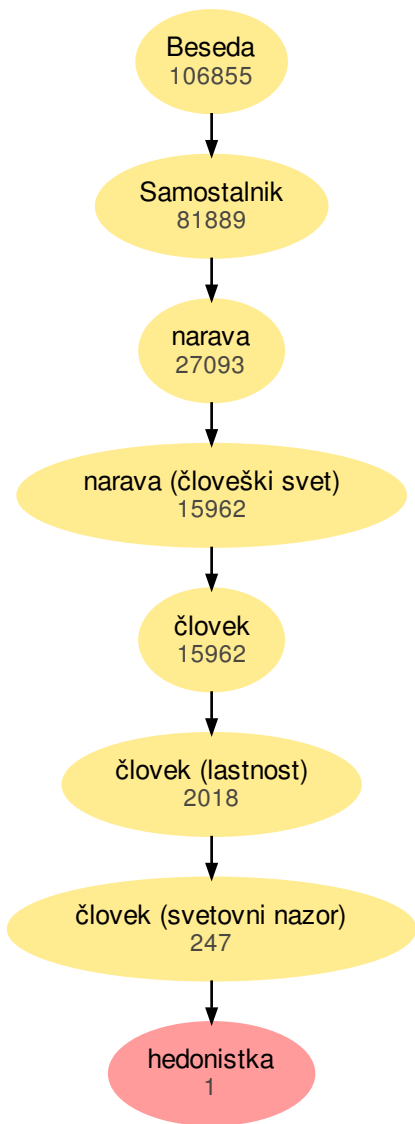 Beseda
106855
Samostalnik
81889
narava
27093
narava (človeški svet)
15962
človek
15962
človek (lastnost)
2018
človek (svetovni nazor)
247
hedonistka
1